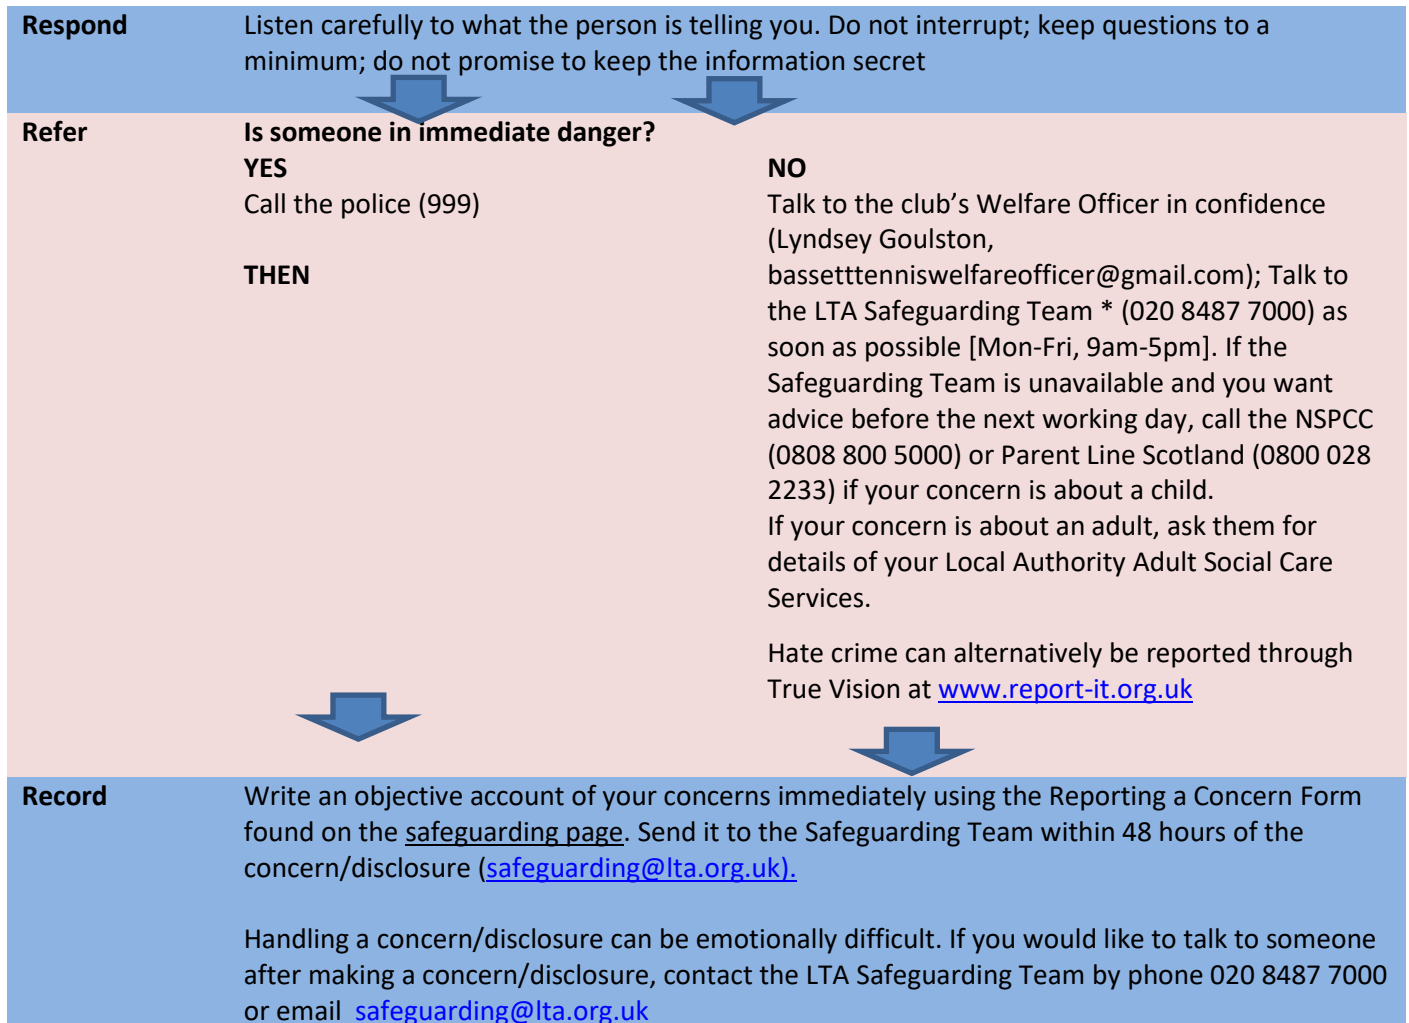 Respond
Listen carefully to what the person is telling you. Do not interrupt; keep questions to a
minimum; do not promise to keep the information secret
Refer
Is someone in immediate danger?
YES
Call the police (999)
THEN
NO
Talk to the club’s Welfare Officer in confidence
(Lyndsey Goulston,
bassetttenniswelfareofficer@gmail.com); Talk to
the LTA Safeguarding Team * (020 8487 7000) as
soon as possible [Mon-Fri, 9am-5pm]. If the
Safeguarding Team is unavailable and you want
advice before the next working day, call the NSPCC
(0808 800 5000) or Parent Line Scotland (0800 028
2233) if your concern is about a child.
If your concern is about an adult, ask them for
details of your Local Authority Adult Social Care
Services.
Hate crime can alternatively be reported through
True Vision at www.report-it.org.uk
Record
Write an objective account of your concerns immediately using the Reporting a Concern Form
found on the safeguarding page. Send it to the Safeguarding Team within 48 hours of the
concern/disclosure (safeguarding@lta.org.uk).
Handling a concern/disclosure can be emotionally difficult. If you would like to talk to someone
after making a concern/disclosure, contact the LTA Safeguarding Team by phone 020 8487 7000
or email safeguarding@lta.org.uk